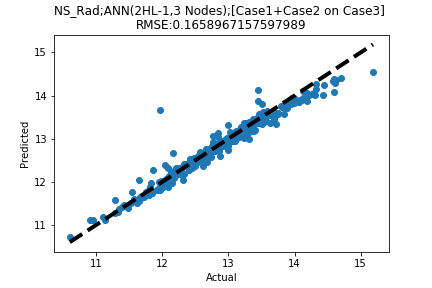 NS_Rad;ANN(2HL-1,3 Nodes);[Case1+Case2 on Case3]
RMSE:0.1658967157597989
15
14
13
12
11
Predicted
11
12
13
14
15
Actual